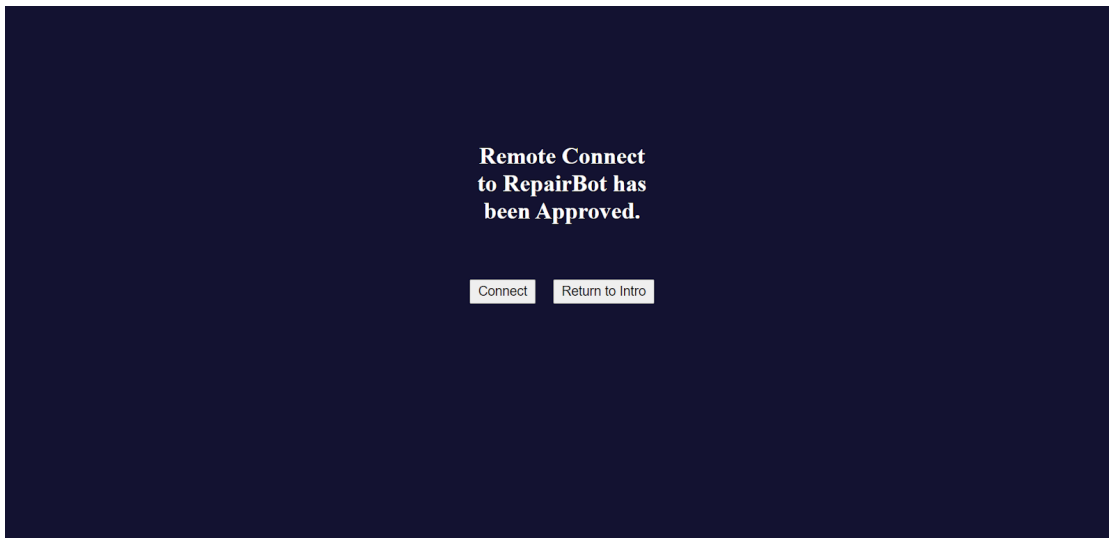 Remote Connect
to RepairBot has
been Approved.
Connect
Return to Intro